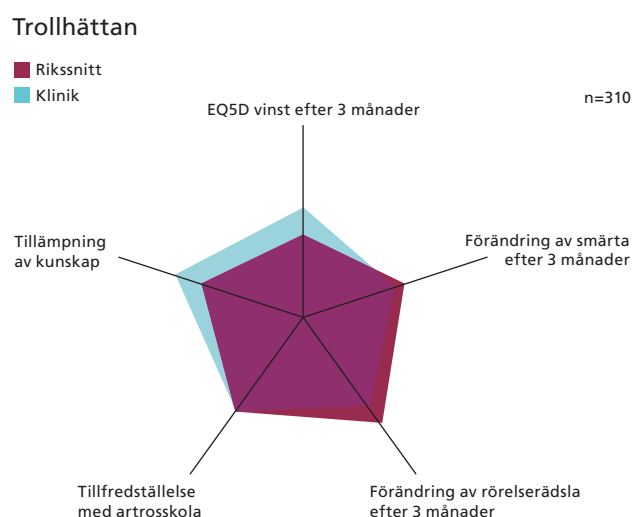 Trollhättan
Rikssnitt
Klinik
n=310
EQ5D vinst efter 3 månader
Tillämpning
av kunskap
Förändring av smärta
efter 3 månader
Tillfredställelse
med artrosskola
Förändring av rörelserädsla
efter 3 månader